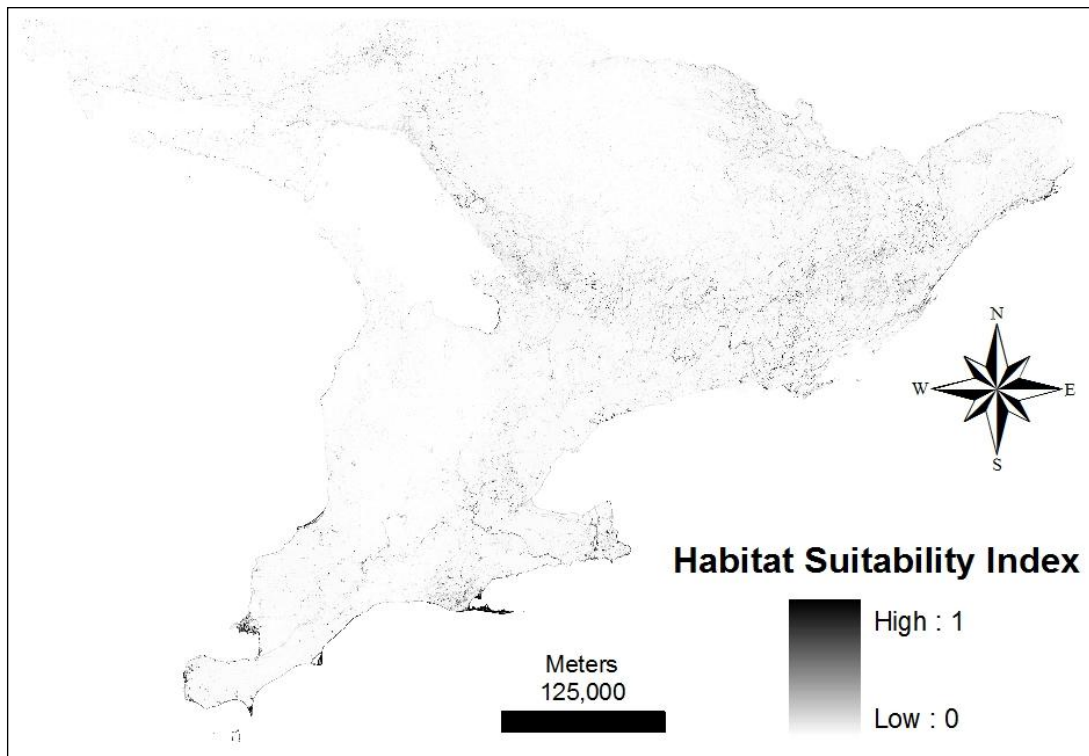 N
W E
S
Habitat Suitability Index
High : 1
Low : 0
Meters
125,000